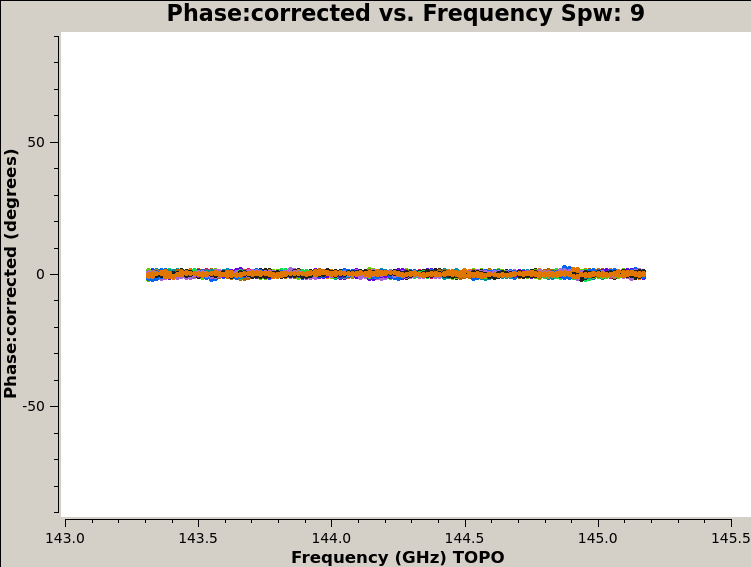 Phase:corrected vs. Frequency Spw: 9
Phase:corrected (degrees)
50
0
-50
143.0 143.5 144.0 144.5 145.0 145.5
Frequency (GHz) TOPO